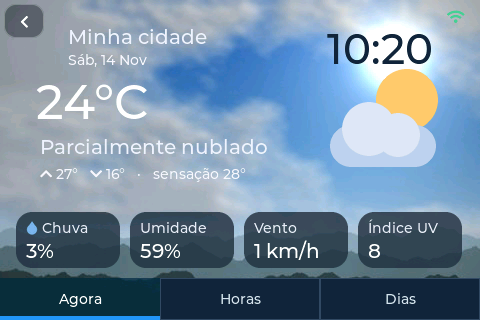 Minha cidade
Sáb, 14 Nov
10:20
24°C
Parcialmente nublado
27° 16° · sensação 28°
Chuva
3%
Umidade
59%
Vento
1 km/h
Índice UV
8
Agora
Horas
Dias